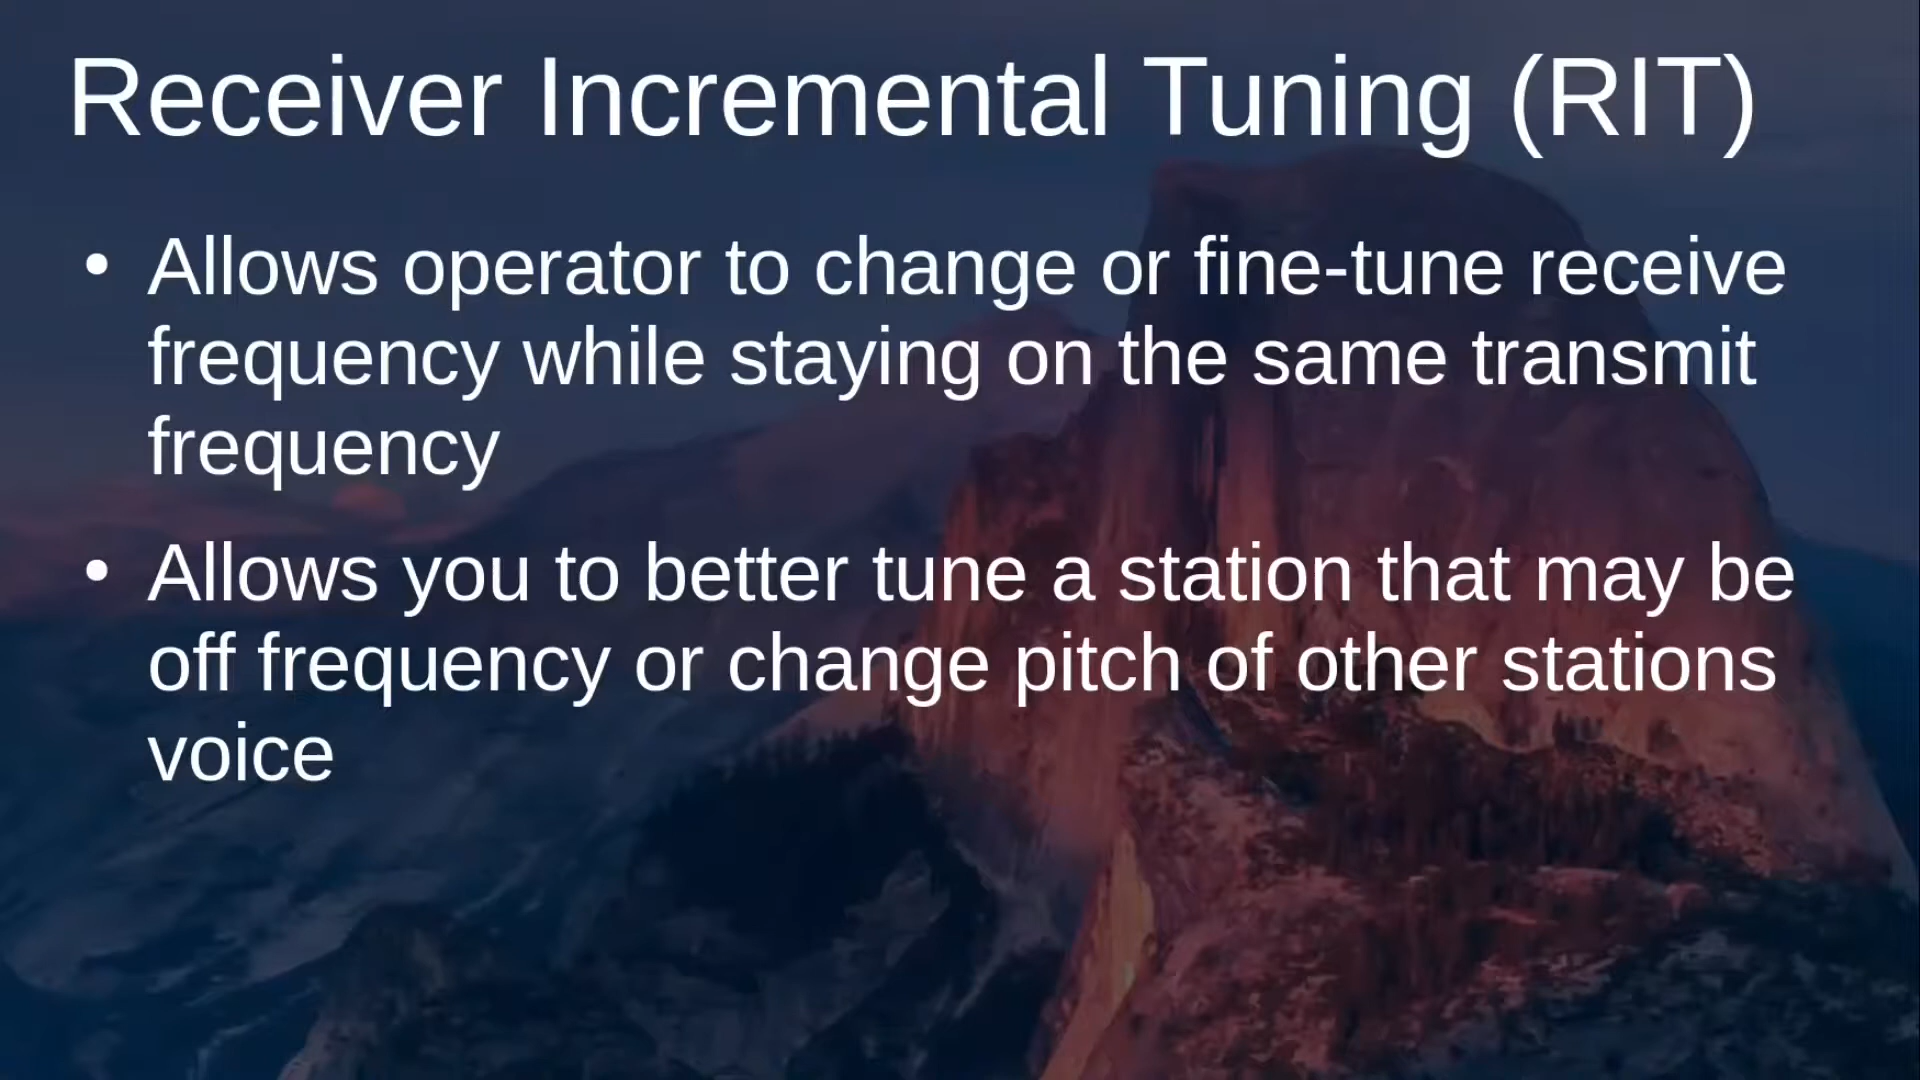 Receiver Incremental Tuning (RIT)
• Allows operator to change or fine-tune receive
frequency while staying on the same transmit
frequency
• Allows you to better tune a station that may be
off frequency or change pitch of other stations
voice